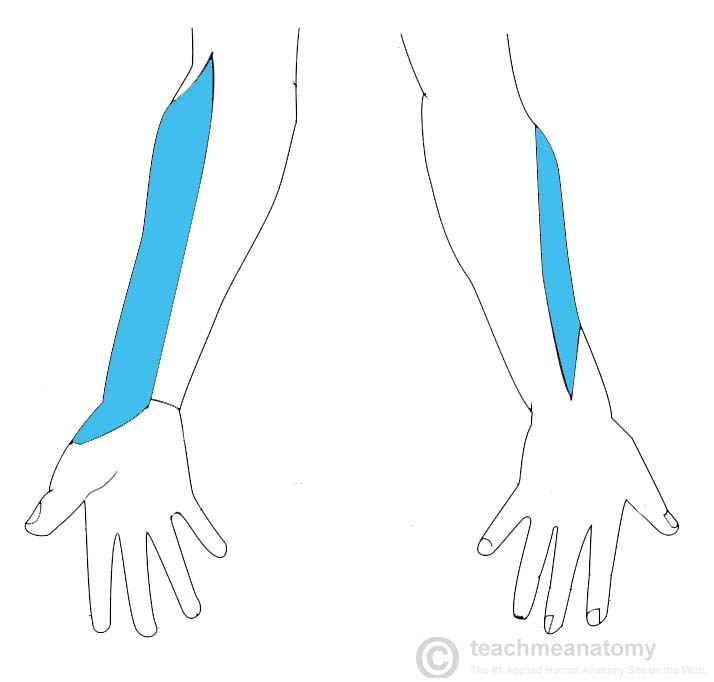 © teachmeanatomy
The #1 Applied Human Anatomy Site on the Web.